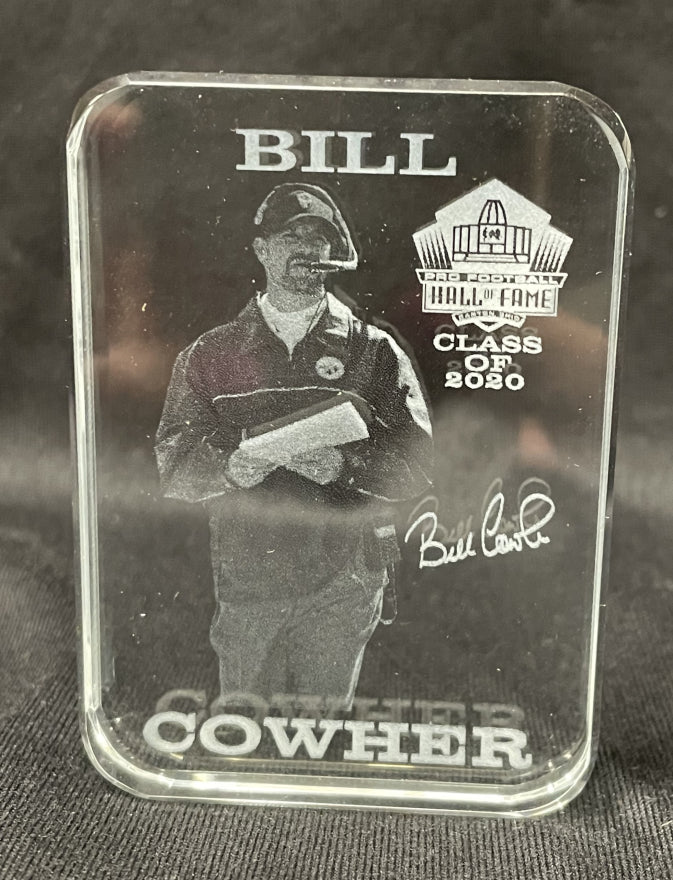 BILL
PRO FOOTBALL
HALL OF FAME
CANTON, OHIO
CLASS
OF
2020
Bill Cowher
COWHER